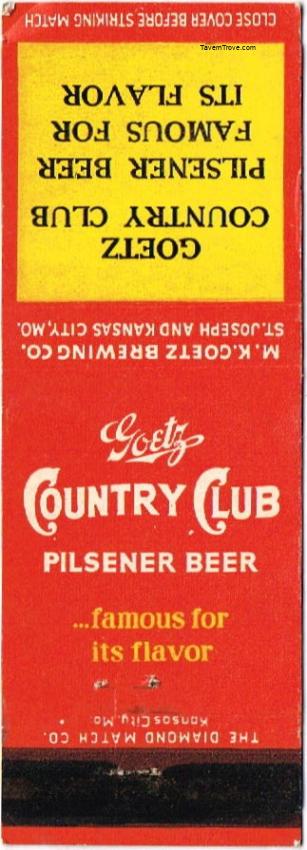 TavernTrove.com
CLOSE COVER BEFORE STRIKING MATCH
GOETZ
COUNTRY CLUB
PILSENER BEER
FAMOUS FOR
ITS FLAVOR
M.K.GOETZ BREWING CO.
ST.JOSEPH AND KANSAS CITY,MO.
Goetz
COUNTRY CLUB
PILSENER BEER
...famous for
its flavor
THE DIAMOND MATCH CO.
Kansas City, Mo.